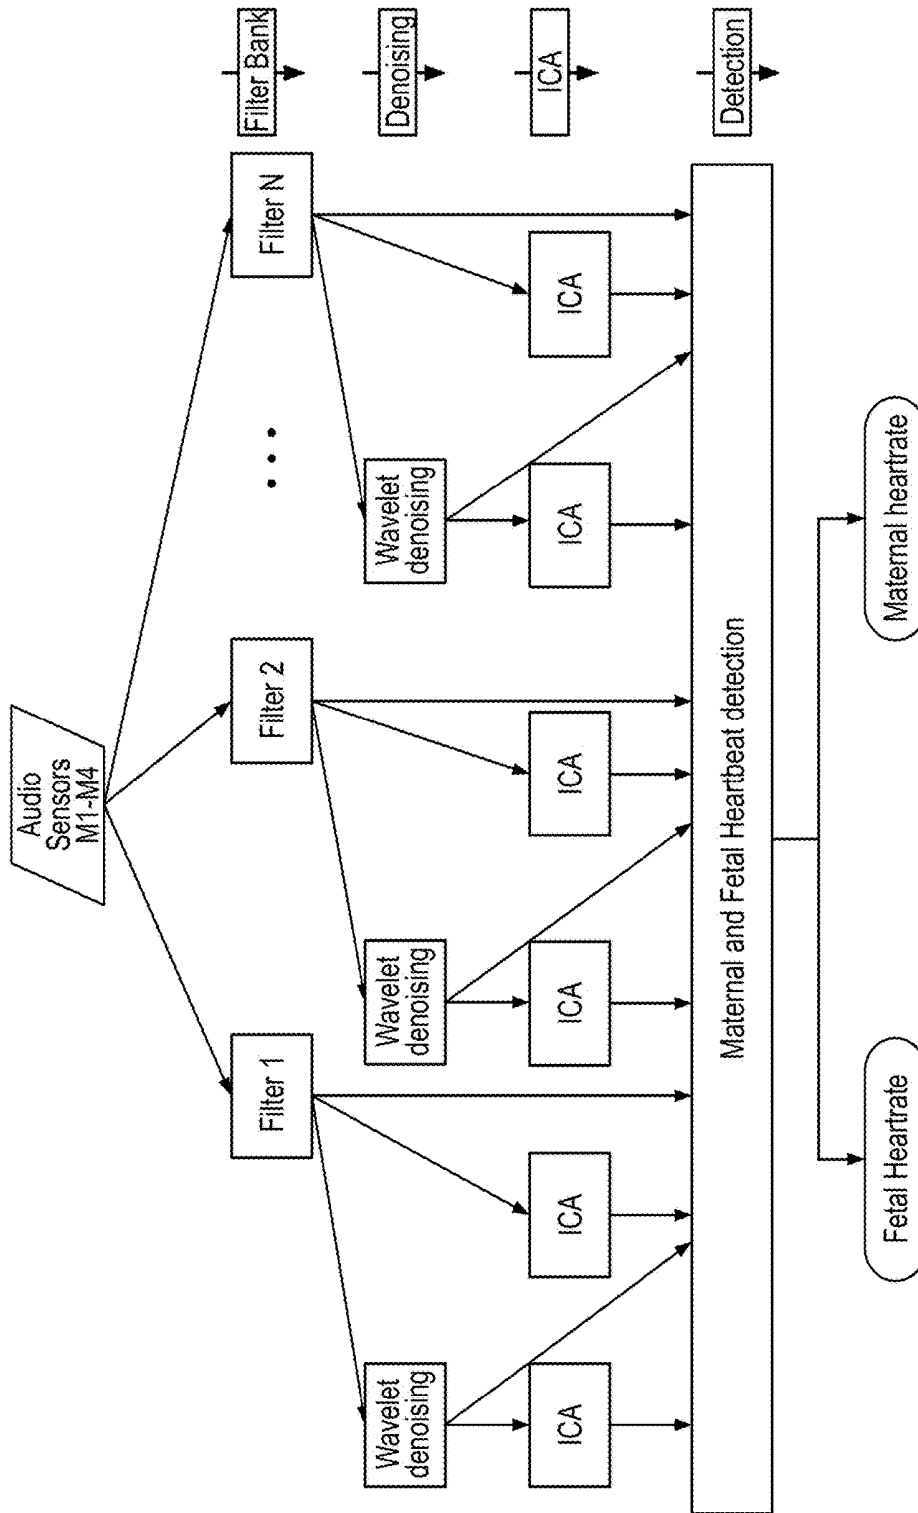 Audio
Sensors
M1-M4
Filter 1
Filter 2
Filter N
Filter Bank
Wavelet
denoising
Wavelet
denoising
Wavelet
denoising
Denoising
ICA
ICA
ICA
ICA
ICA
ICA
ICA
Maternal and Fetal Heartbeat detection
Detection
Fetal Heartrate
Maternal heartrate